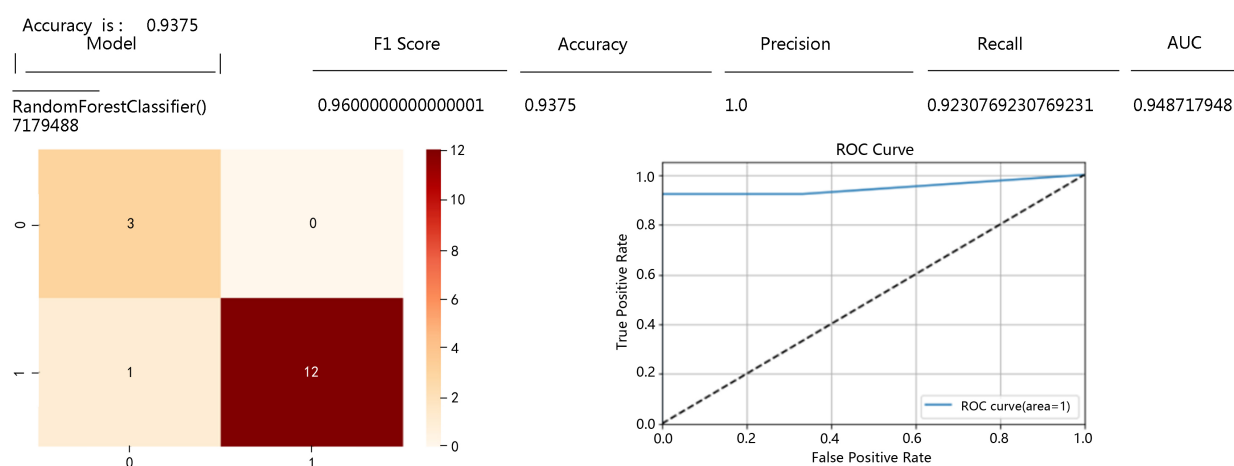 Accuracy is : 0.9375
Model F1 Score Accuracy Precision Recall AUC
RandomForestClassifier() 0.9600000000000001 0.9375 1.0 0.9230769230769231 0.948717948
7179488
3 0
1 12
0
1
0 1
12
10
8
6
4
2
0
ROC Curve
True Positive Rate
1.0
0.8
0.6
0.4
0.2
0.0
ROC curve(area=1)
0.0 0.2 0.4 0.6 0.8 1.0
False Positive Rate